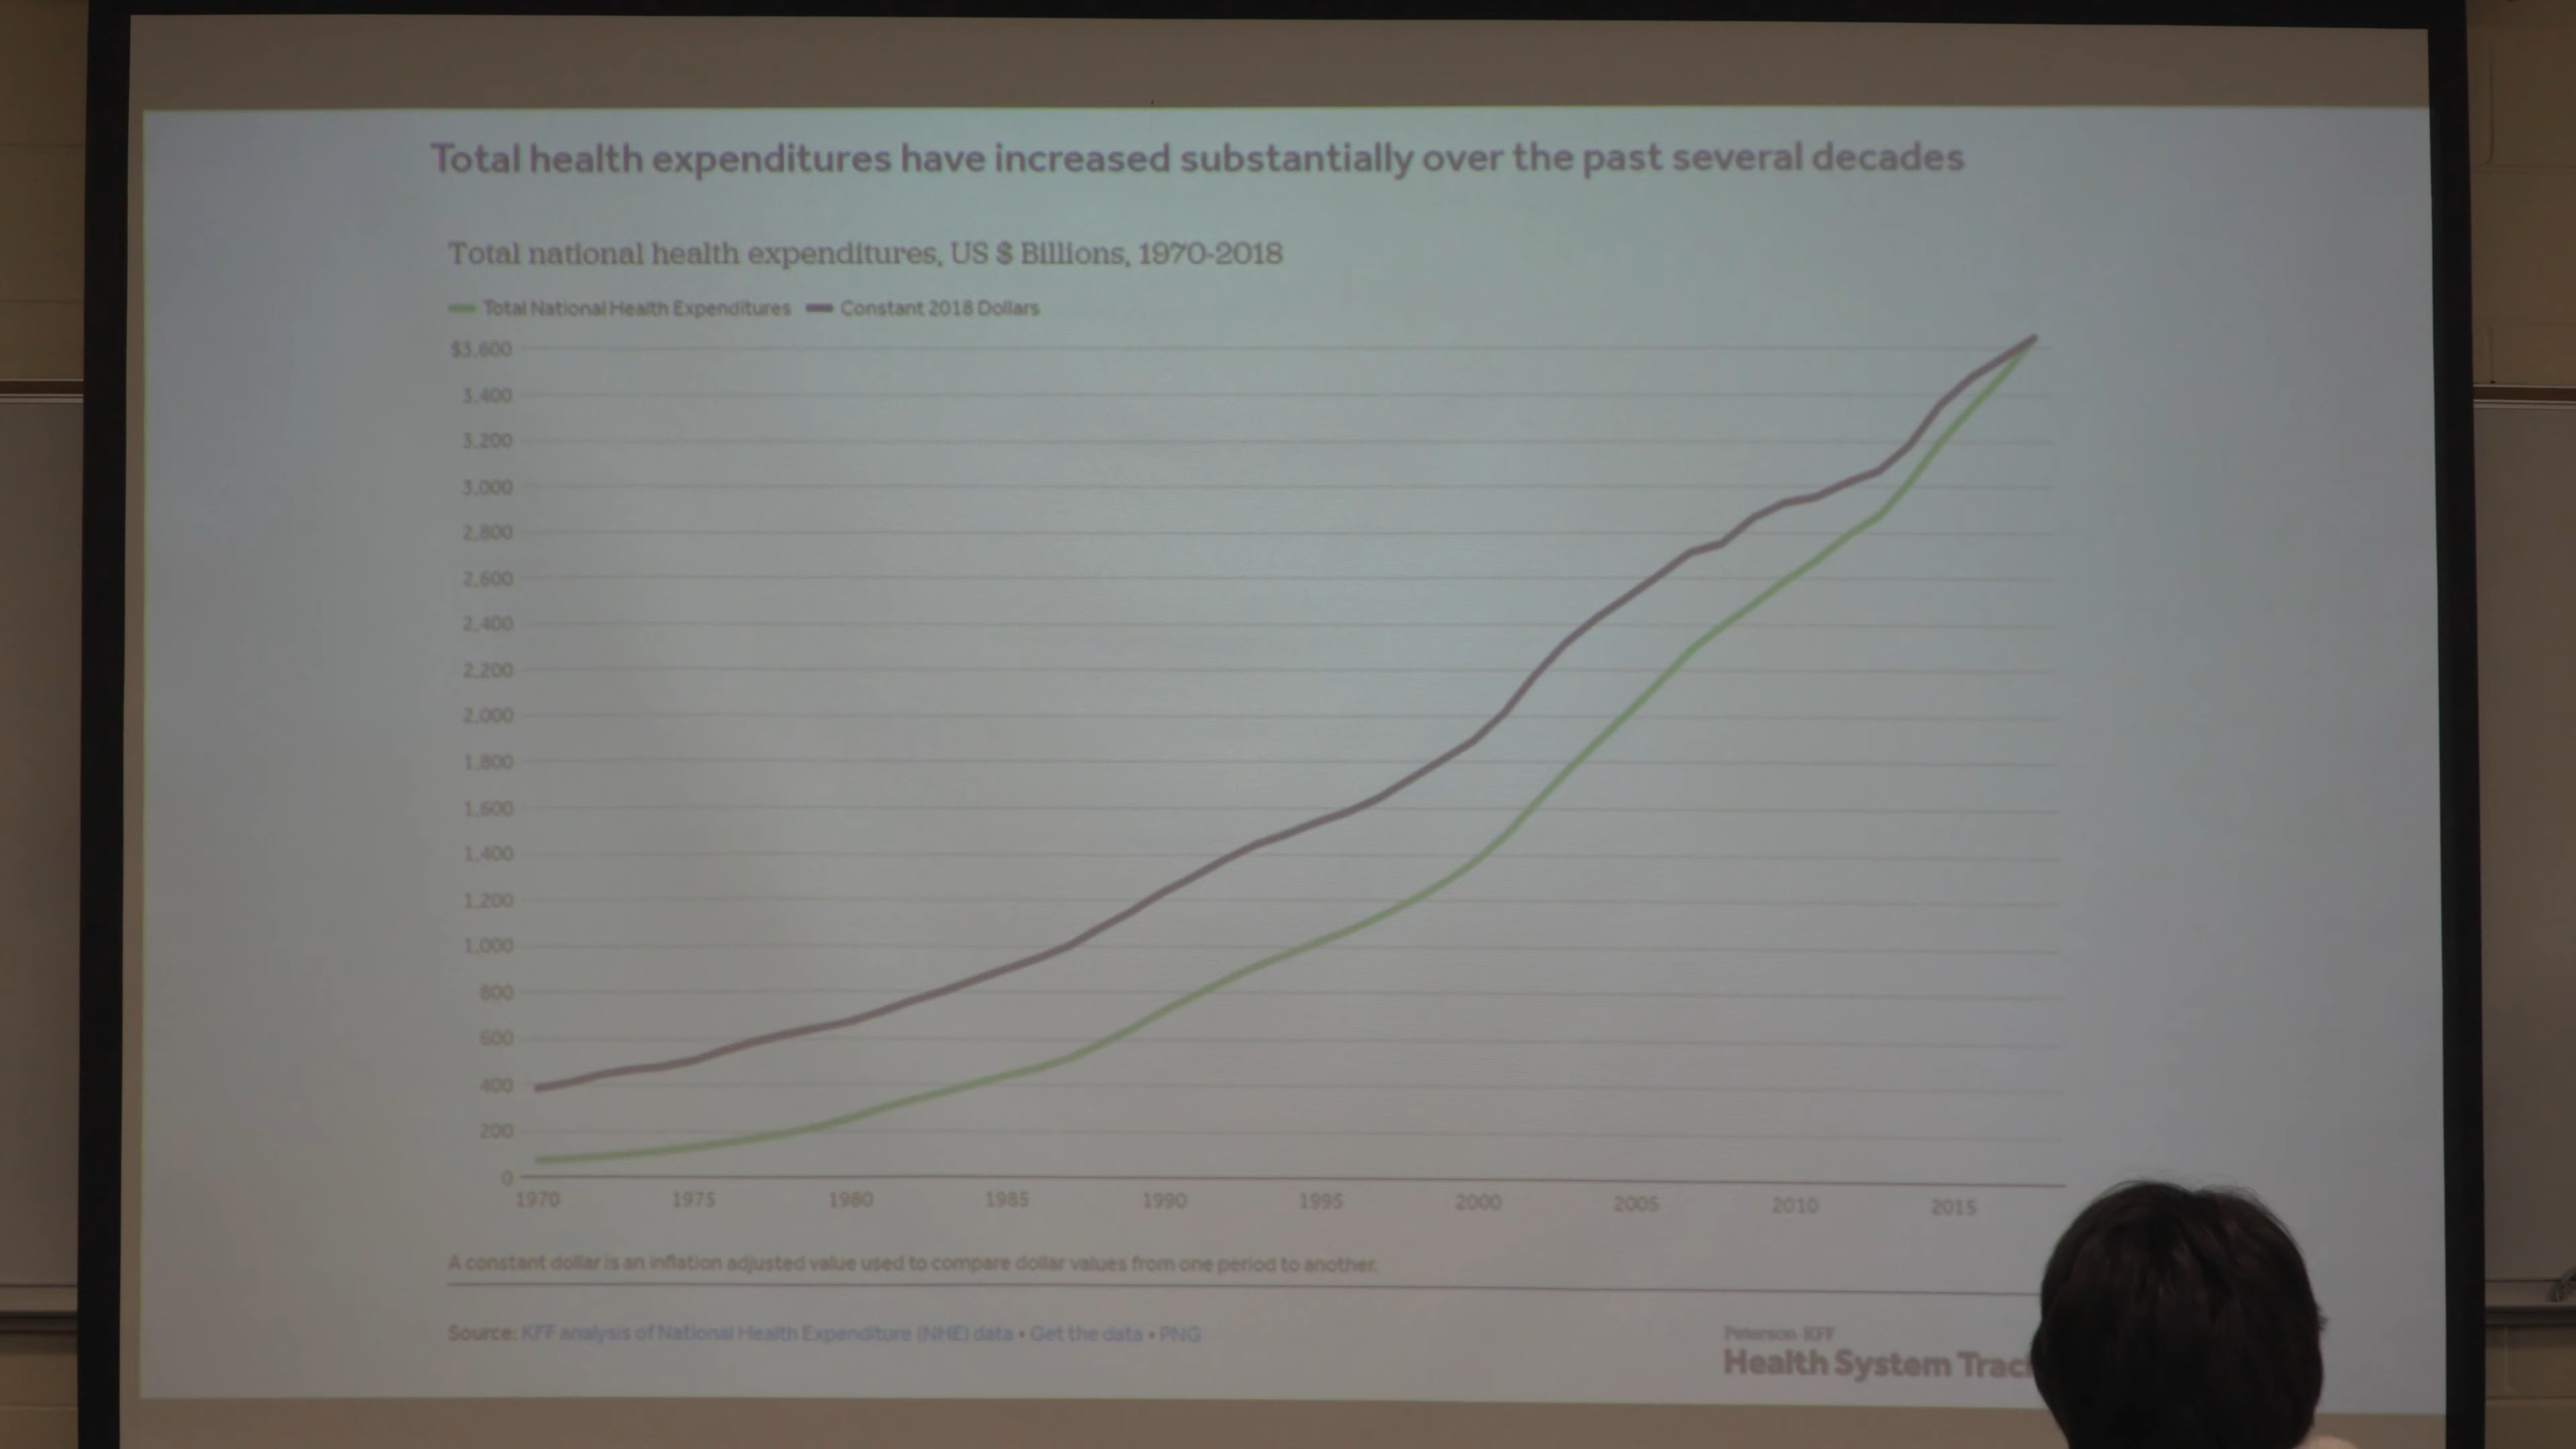 Total health expenditures have increased substantially over the past several decades
Total national health expenditures, US $ Billions, 1970-2018
Total National Health Expenditures Constant 2018 Dollars
$3,600
3,400
3,200
3,000
2,800
2,600
2,400
2,200
2,000
1,800
1,600
1,400
1,200
1,000
800
600
400
200
0
1970 1975 1980 1985 1990 1995 2000 2005 2010 2015
A constant dollar is an inflation adjusted value used to compare dollar values from one period to another.
Source: KFF analysis of National Health Expenditure (NHE) data • Get the data • PNG
Peterson-KFF
Health System Trac